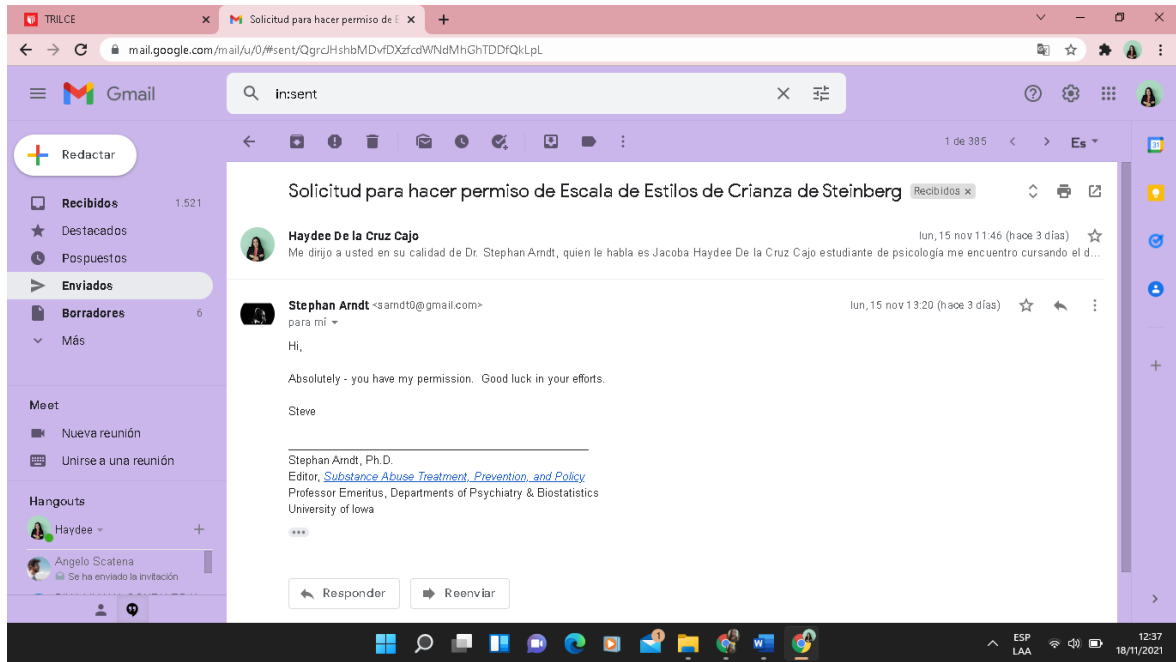 TRILCE
Solicitud para hacer permiso de E
mail.google.com/mail/u/0/#sent/QgrcJHshbMDvfDXzfcdWNdMhGhTDDfQkLpL
Gmail
in:sent
Redactar
1 de 385
Es
31
Recibidos 1.521
Destacados
Pospuestos
Enviados
Borradores 6
Más
Solicitud para hacer permiso de Escala de Estilos de Crianza de Steinberg Recibidos x
Haydee De la Cruz Cajo lun, 15 nov 11:46 (hace 3 días)
Me dirijo a usted en su calidad de Dr. Stephan Arndt, quien le habla es Jacoba Haydee De la Cruz Cajo estudiante de psicología me encuentro cursando el d...
Stephan Arndt <sarndt0@gmail.com> lun, 15 nov 13:20 (hace 3 días)
para mí
Hi,
Absolutely - you have my permission.  Good luck in your efforts.
Steve
Stephan Arndt, Ph.D.
Editor, Substance Abuse Treatment, Prevention, and Policy
Professor Emeritus, Departments of Psychiatry & Biostatistics
University of Iowa
Responder
Reenviar
Meet
Nueva reunión
Unirse a una reunión
Hangouts
Haydee
Angelo Scatena
Se ha enviado la invitación
1
ESP
LAA
12:37
18/11/2021